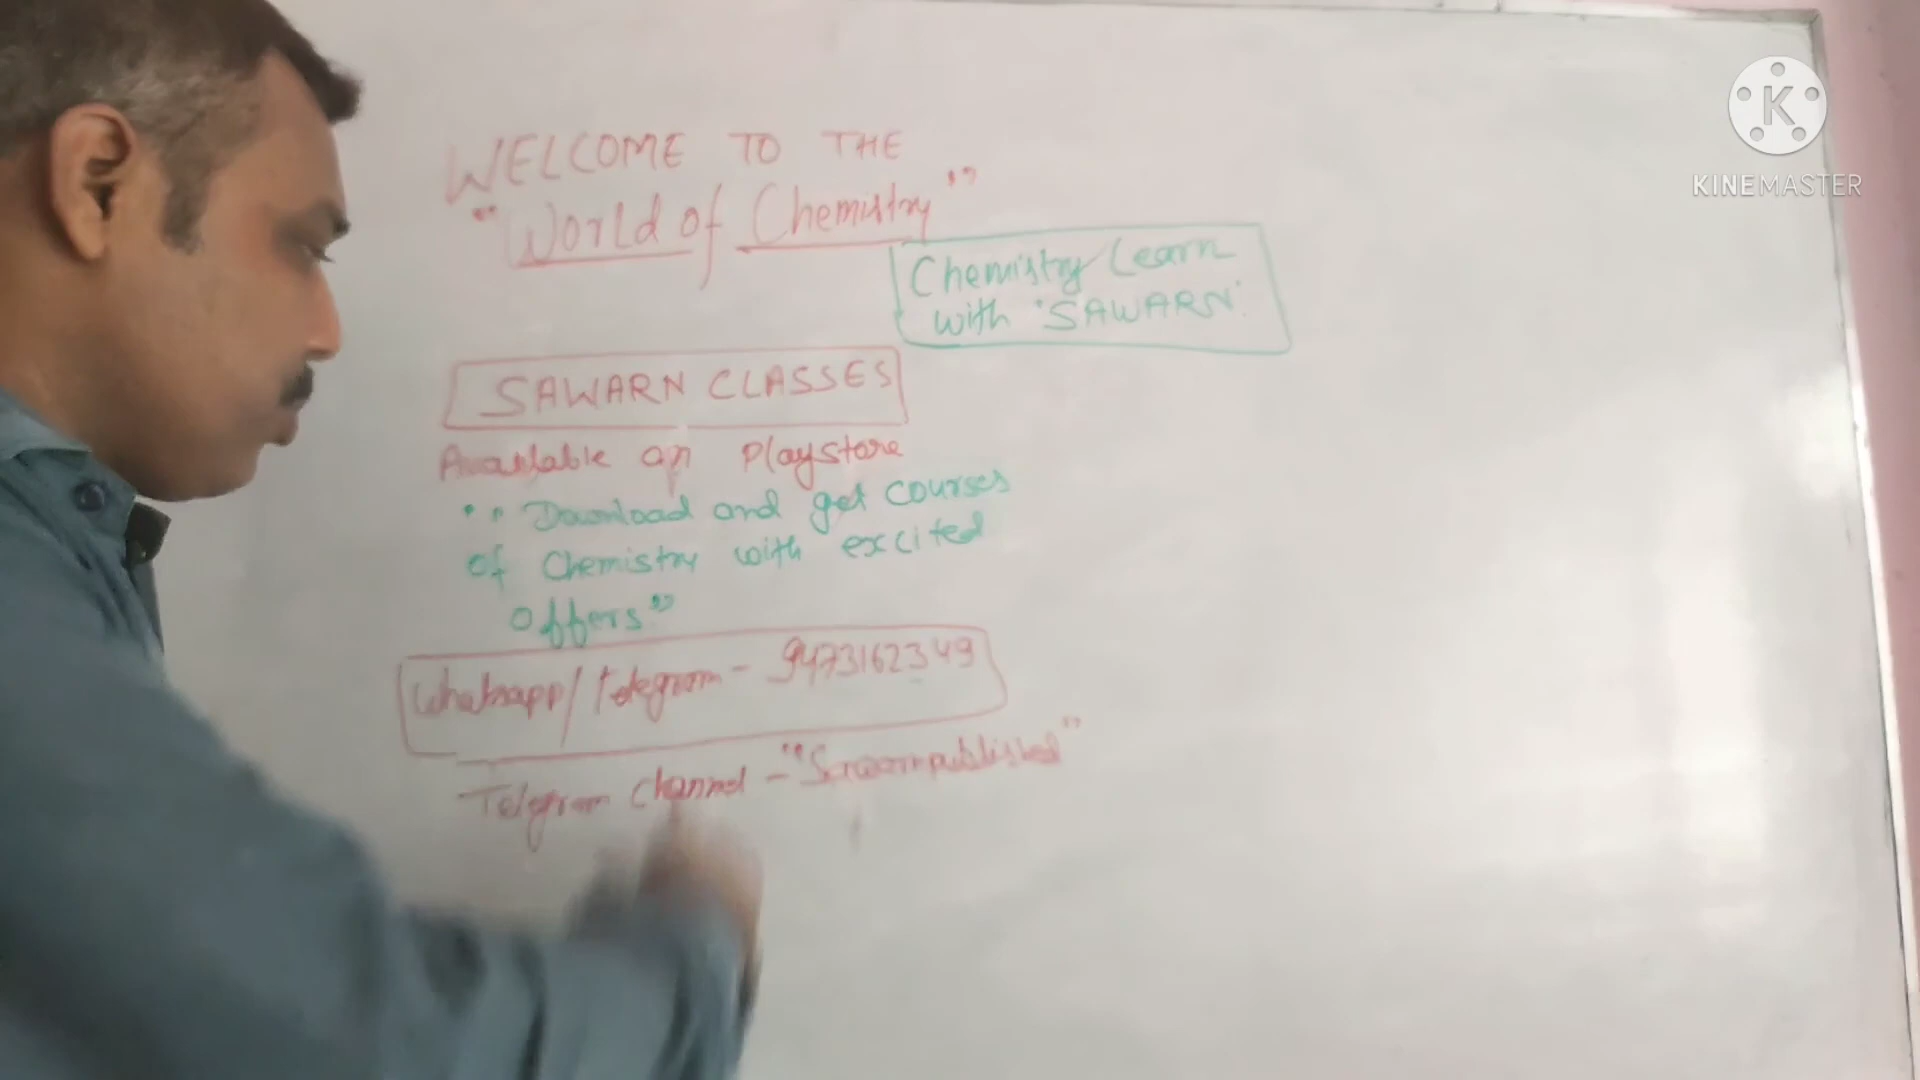 WELCOME TO THE
"World of Chemistry"
Chemistry Learn
with 'SAWARN'
SAWARN CLASSES
Available on Playstore
" Download and get courses
of Chemistry with excited
offers"
Whatsapp/telegram - 9473162349
Telegram Channel -
KINEMASTER